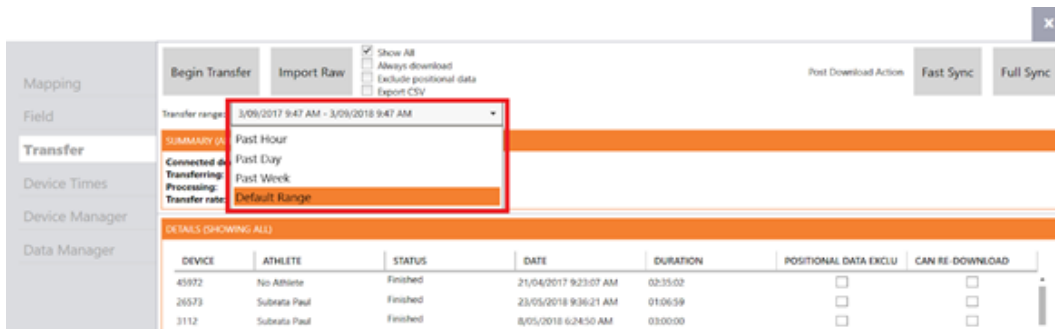 x
Begin Transfer
Import Raw
Show All
Always download
Exclude positional data
Export CSV
Post Download Action
Fast Sync
Full Sync
Mapping
Field
Transfer
Device Times
Device Manager
Data Manager
Transfer range: 3/09/2017 9:47 AM - 3/09/2018 9:47 AM
Past Hour
Past Day
Past Week
Default Range
SUMMARY (A
Connected de
Transferring:
Processing:
Transfer rate:
DETAILS (SHOWING ALL)
DEVICE ATHLETE STATUS DATE DURATION POSITIONAL DATA EXCLU CAN RE-DOWNLOAD
45972 No Athlete Finished 21/04/2017 9:23:07 AM 02:35:02
26573 Subrata Paul Finished 23/05/2018 9:36:21 AM 01:06:59
3112 Subrata Paul Finished 8/05/2018 6:24:50 AM 03:00:00